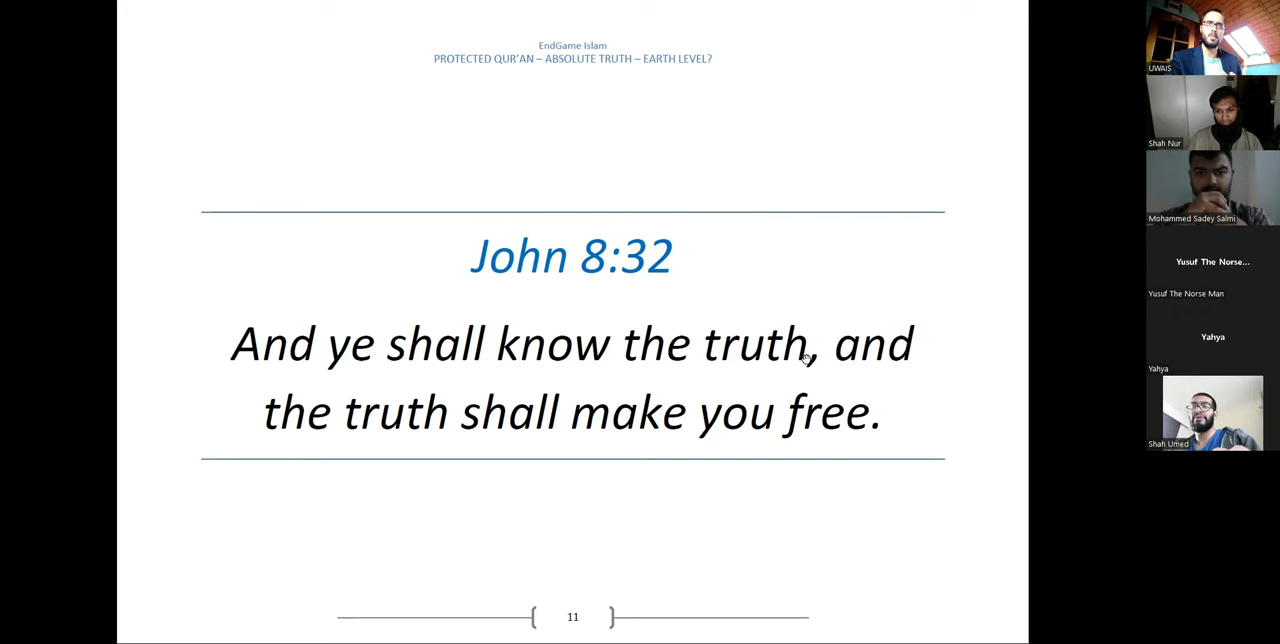 EndGame Islam
PROTECTED QUR'AN – ABSOLUTE TRUTH – EARTH LEVEL?
John 8:32
And ye shall know the truth, and
the truth shall make you free.
11
UWAIS
Shah Nur
Mohammed Sadey Salmi
Yusuf The Norse...
Yusuf The Norse Man
Yahya
Yahya
Shah Umed